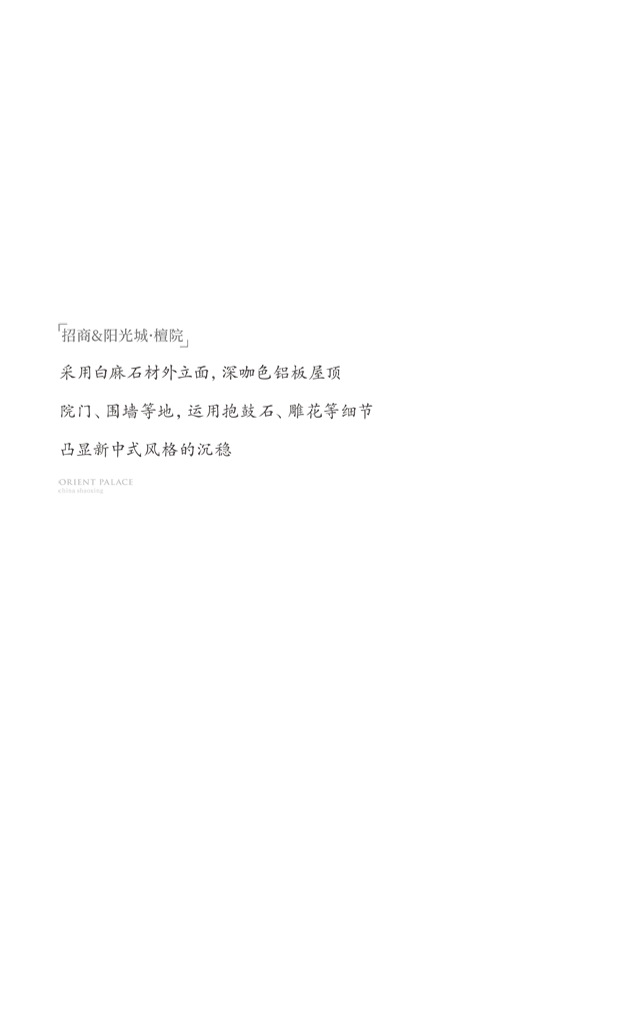 「招商&阳光城·檀院」
采用白麻石材外立面，深咖色铝板屋顶
院门、围墙等地，运用抱鼓石、雕花等细节
凸显新中式风格的沉稳
ORIENT PALACE
china shaoxing